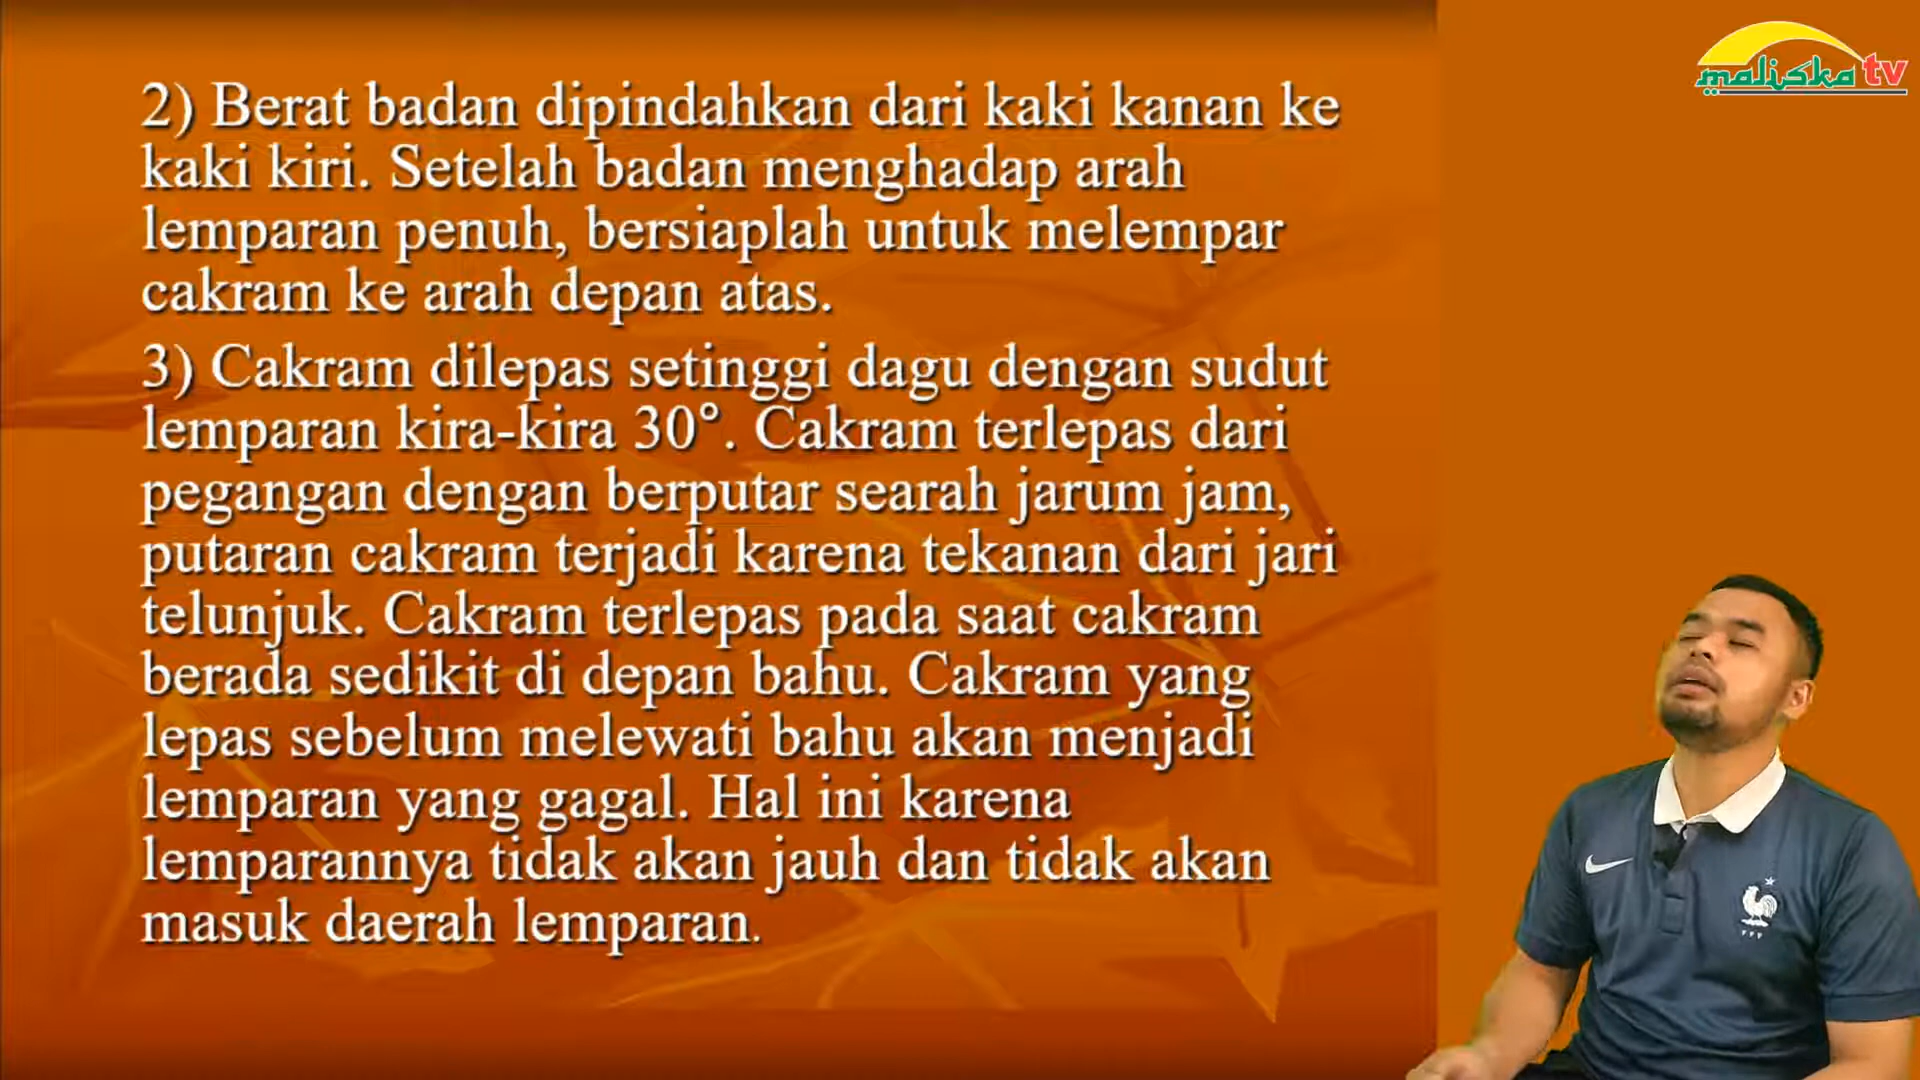 maliska tv
2) Berat badan dipindahkan dari kaki kanan ke
kaki kiri. Setelah badan menghadap arah
lemparan penuh, bersiaplah untuk melempar
cakram ke arah depan atas.
3) Cakram dilepas setinggi dagu dengan sudut
lemparan kira-kira 30°. Cakram terlepas dari
pegangan dengan berputar searah jarum jam,
putaran cakram terjadi karena tekanan dari jari
telunjuk. Cakram terlepas pada saat cakram
berada sedikit di depan bahu. Cakram yang
lepas sebelum melewati bahu akan menjadi
lemparan yang gagal. Hal ini karena
lemparannya tidak akan jauh dan tidak akan
masuk daerah lemparan.
FFF